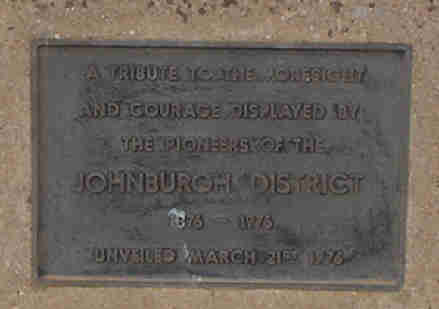 A TRIBUTE TO THE FORESIGHT
AND COURAGE DISPLAYED BY
THE PIONEERS OF THE
JOHNBURGH DISTRICT
1876 — 1976
UNVEILED MARCH 21ST 1976